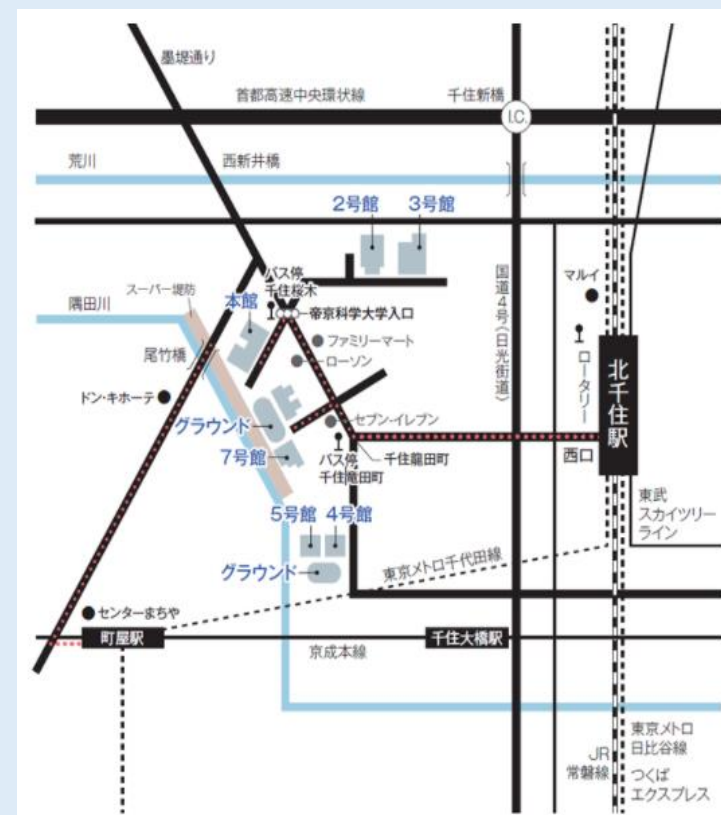 墨堤通り
首都高速中央環状線
千住新橋
I.C.
荒川
西新井橋
2号館
3号館
バス停
千住桜木
帝京科学大学入口
マルイ
スーパー堤防
本館
隅田川
国道4号(日光街道)
ロータリー
北千住駅
ファミリーマート
ローソン
尾竹橋
ドン・キホーテ
グラウンド
セブン-イレブン
7号館
バス停
千住竜田町
千住龍田町
西口
東武
スカイツリー
ライン
5号館
4号館
グラウンド
東京メトロ千代田線
センターまちや
町屋駅
京成本線
千住大橋駅
JR
常磐線
東京メトロ
日比谷線
つくば
エクスプレス